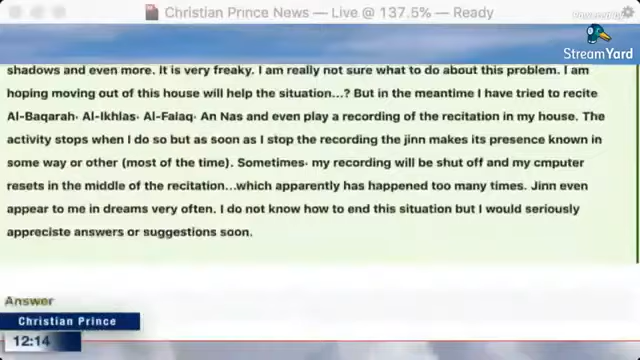 Christian Prince News — Live @ 137.5% — Ready
StreamYard
shadows and even more. It is very freaky. I am really not sure what to do about this problem. I am
hoping moving out of this house will help the situation...? But in the meantime I have tried to recite
Al-Baqarah, Al-Ikhlas, Al-Falaq, An Nas and even play a recording of the recitation in my house. The
activity stops when I do so but as soon as I stop the recording the jinn makes its presence known in
some way or other (most of the time). Sometimes, my recording will be shut off and my cmputer
resets in the middle of the recitation...which apparently has happened too many times. Jinn even
appear to me in dreams very often. I do not know how to end this situation but I would seriously
appresciste answers or suggestions soon.
Answer
Christian Prince
12:14